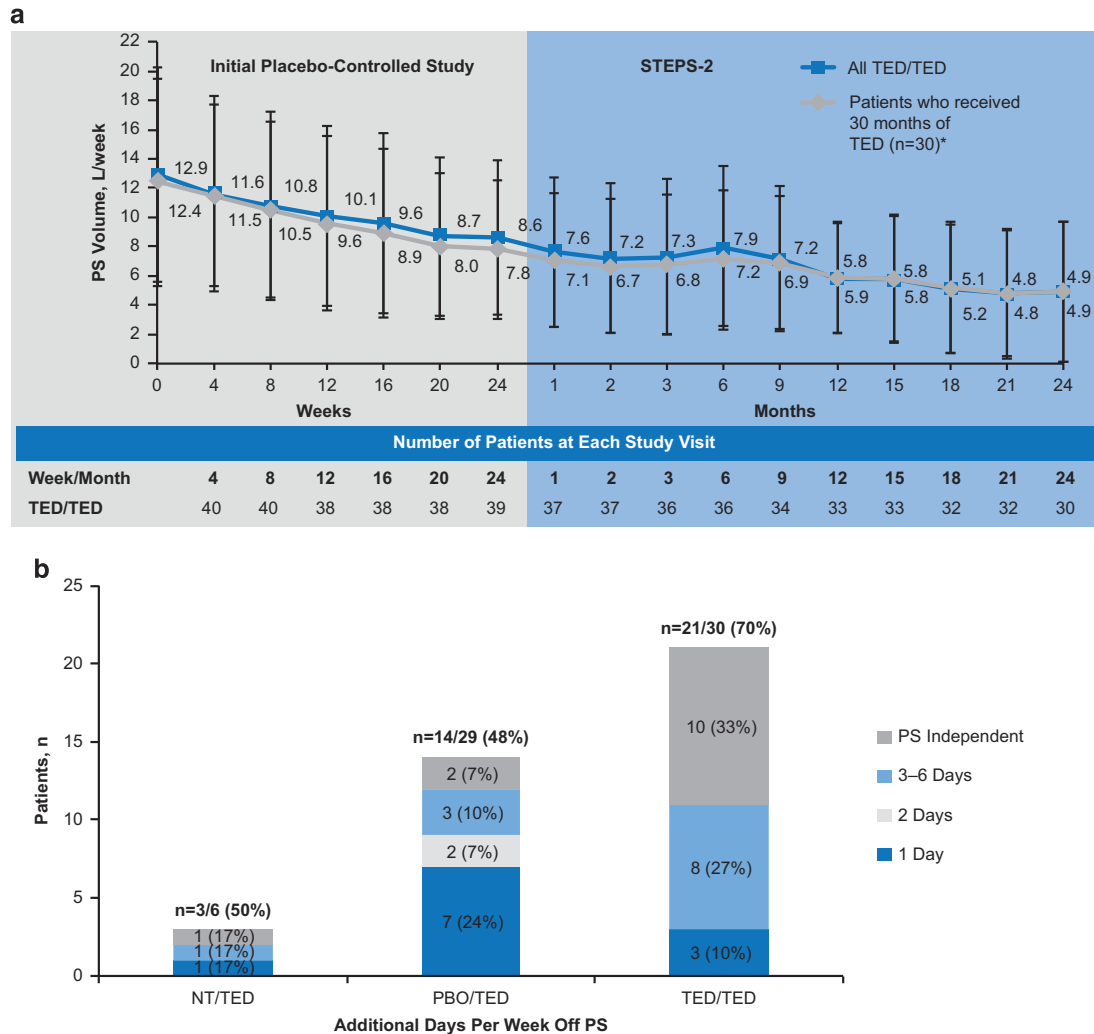 a
22
20
18
16
14
12
10
8
6
4
2
0
PS Volume, L/week
Initial Placebo-Controlled Study
STEPS-2
All TED/TED
Patients who received
30 months of
TED (n=30)*
12.9
11.6
10.8
10.1
9.6
8.7
8.6
7.6
7.2
7.3
7.9
7.2
5.8
5.8
5.1
4.8
4.9
12.4
11.5
10.5
9.6
8.9
8.0
7.8
7.1
6.7
6.8
7.2
6.9
5.9
5.8
5.2
4.8
4.9
0 4 8 12 16 20 24 1 2 3 6 9 12 15 18 21 24
Weeks Months
Number of Patients at Each Study Visit
Week/Month 4 8 12 16 20 24 1 2 3 6 9 12 15 18 21 24
TED/TED 40 40 38 38 38 39 37 37 36 36 34 33 33 32 32 30
b
25
20
15
10
5
0
Patients, n
n=3/6 (50%)
1 (17%)
1 (17%)
1 (17%)
n=14/29 (48%)
2 (7%)
3 (10%)
2 (7%)
7 (24%)
n=21/30 (70%)
10 (33%)
8 (27%)
3 (10%)
PS Independent
3–6 Days
2 Days
1 Day
NT/TED PBO/TED TED/TED
Additional Days Per Week Off PS